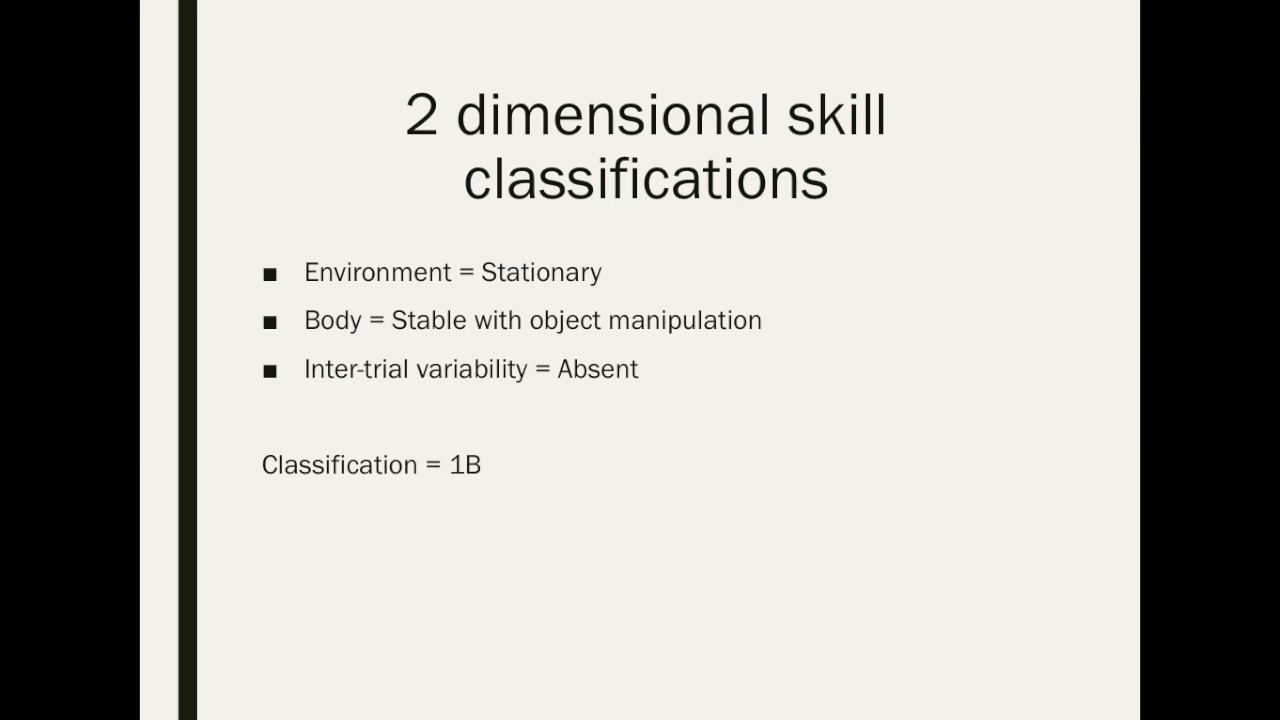 2 dimensional skill
classifications
■ Environment = Stationary
■ Body = Stable with object manipulation
■ Inter-trial variability = Absent
Classification = 1B